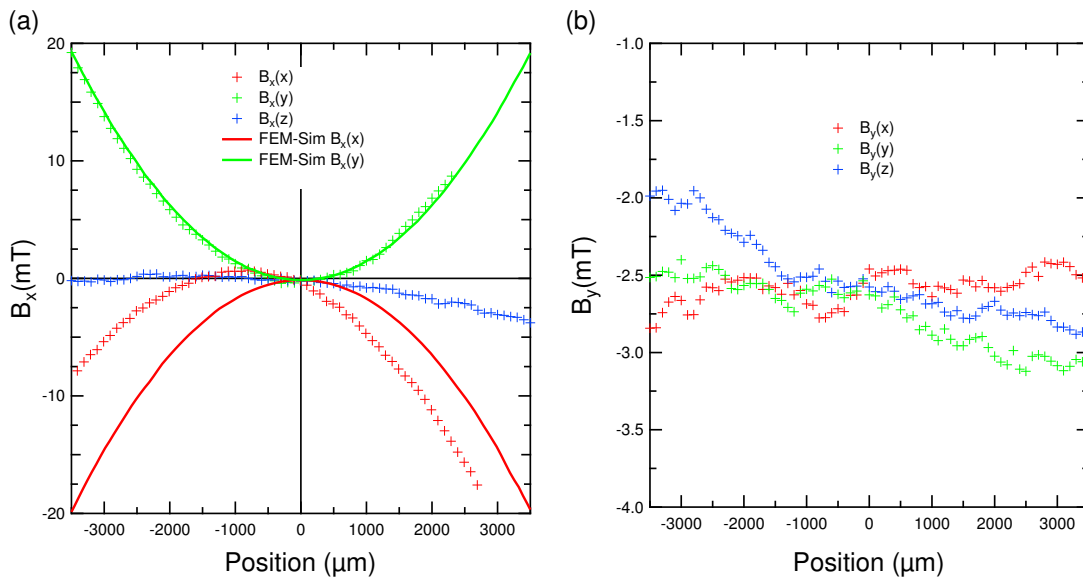 (a)
20
10
0
-10
-20
B_x(mT)
B_x(x)
B_x(y)
B_x(z)
FEM-Sim B_x(x)
FEM-Sim B_x(y)
-3000 -2000 -1000 0 1000 2000 3000
Position (µm)
(b)
-1.0
-1.5
-2.0
-2.5
-3.0
-3.5
-4.0
B_y(mT)
B_y(x)
B_y(y)
B_y(z)
-3000 -2000 -1000 0 1000 2000 3000
Position (µm)